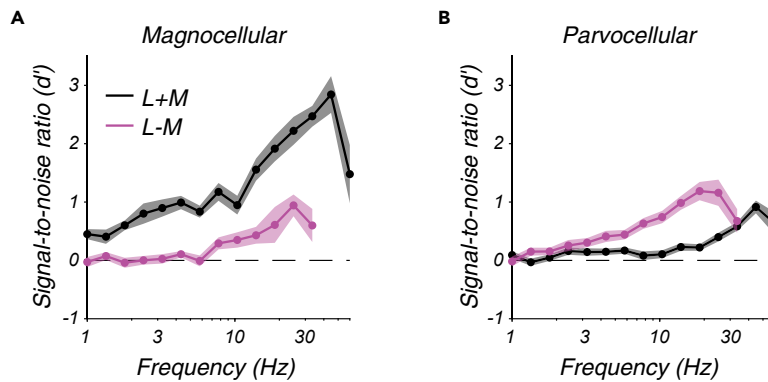 A
Magnocellular
Signal-to-noise ratio (d')
3
2
1
0
-1
L+M
L-M
1
3
10
30
Frequency (Hz)
B
Parvocellular
Signal-to-noise ratio (d')
3
2
1
0
-1
1
3
10
30
Frequency (Hz)